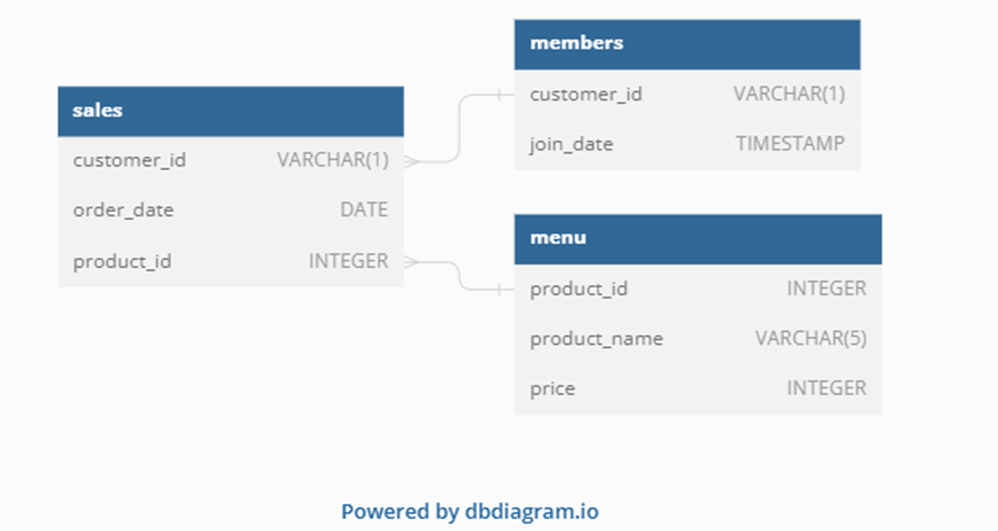 sales
customer_id VARCHAR(1)
order_date DATE
product_id INTEGER
members
customer_id VARCHAR(1)
join_date TIMESTAMP
menu
product_id INTEGER
product_name VARCHAR(5)
price INTEGER
Powered by dbdiagram.io